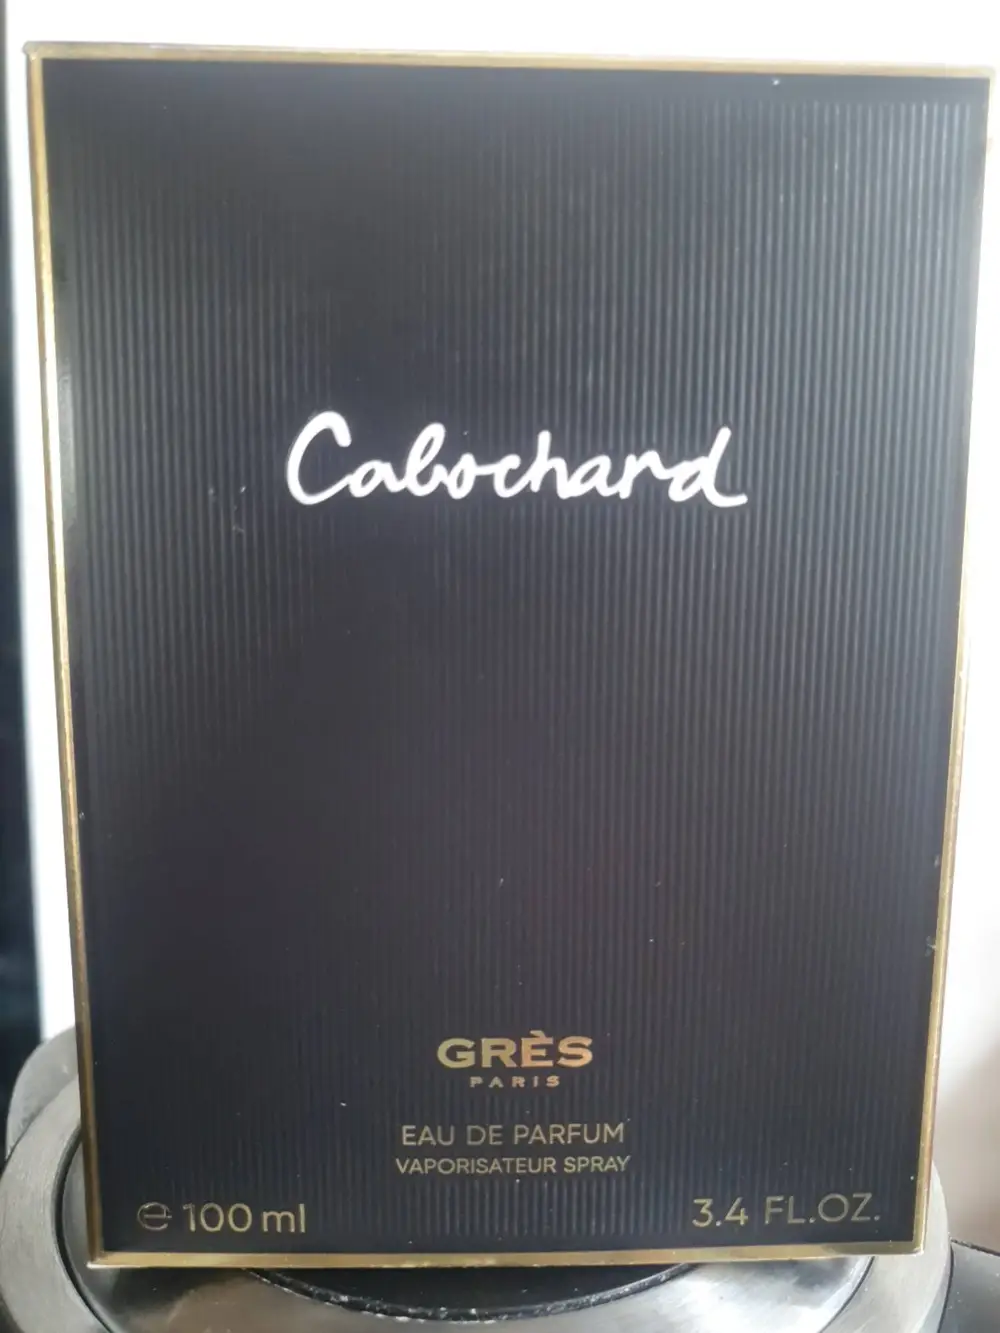 Cabochard
GRÈS
PARIS
EAU DE PARFUM
VAPORISATEUR SPRAY
℮ 100 ml
3.4 FL.OZ.